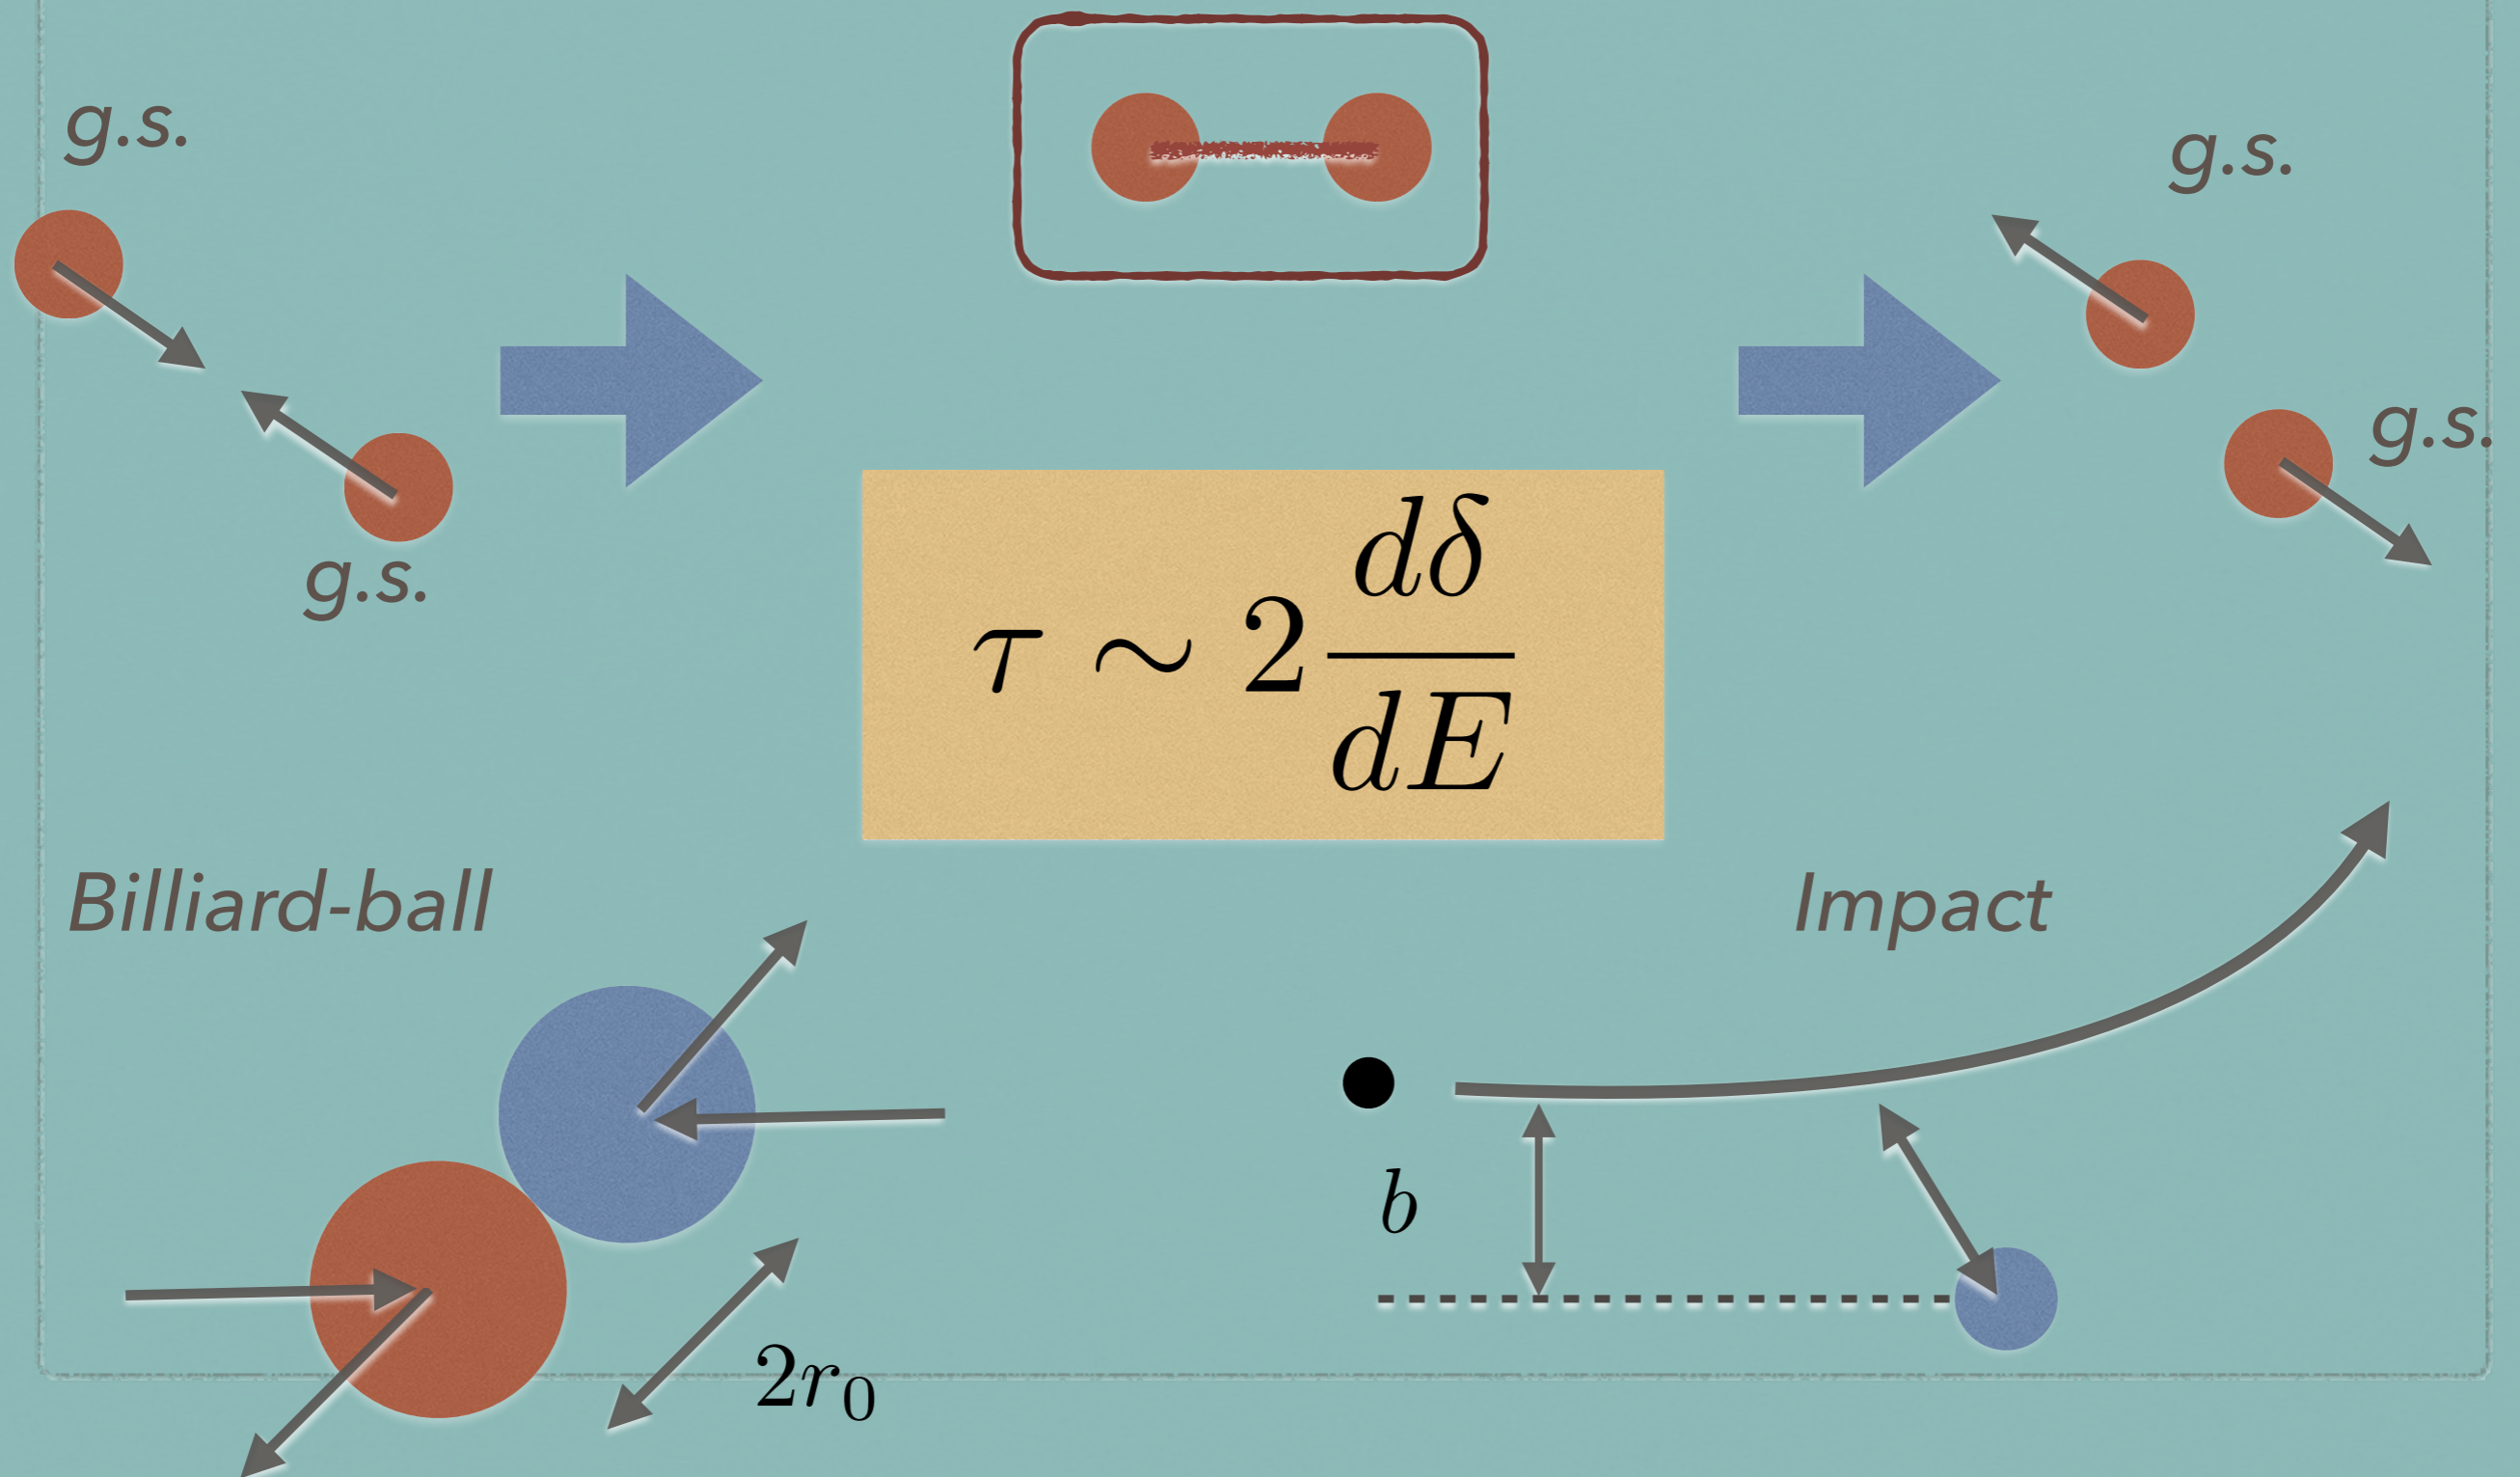 g.s.
g.s.
g.s.
g.s.
τ ~ 2 dδ/dE
Billiard-ball
Impact
b
2r₀